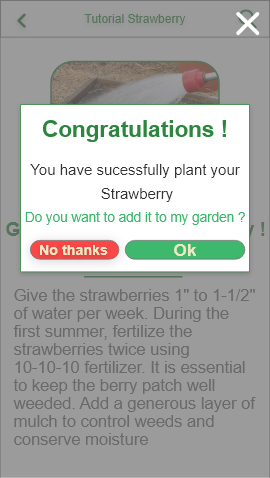 Tutorial Strawberry
Congratulations !
You have sucessfully plant your
Strawberry
Do you want to add it to my garden ?
No thanks
Ok
Give the strawberries 1" to 1-1/2"
of water per week. During the
first summer, fertilize the
strawberries twice using
10-10-10 fertilizer. It is essential
to keep the berry patch well
weeded. Add a generous layer of
mulch to control weeds and
conserve moisture